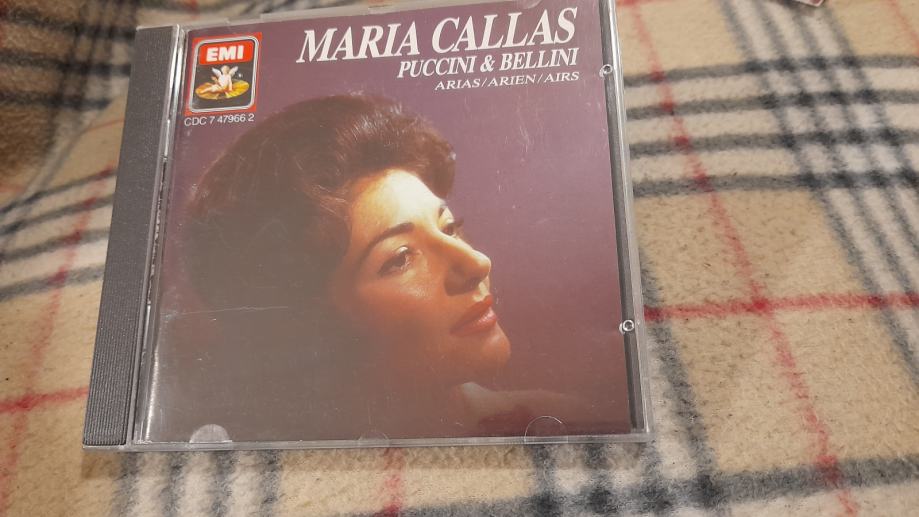 EMI
CDC 7 47966 2
MARIA CALLAS
PUCCINI & BELLINI
ARIAS/ARIEN/AIRS